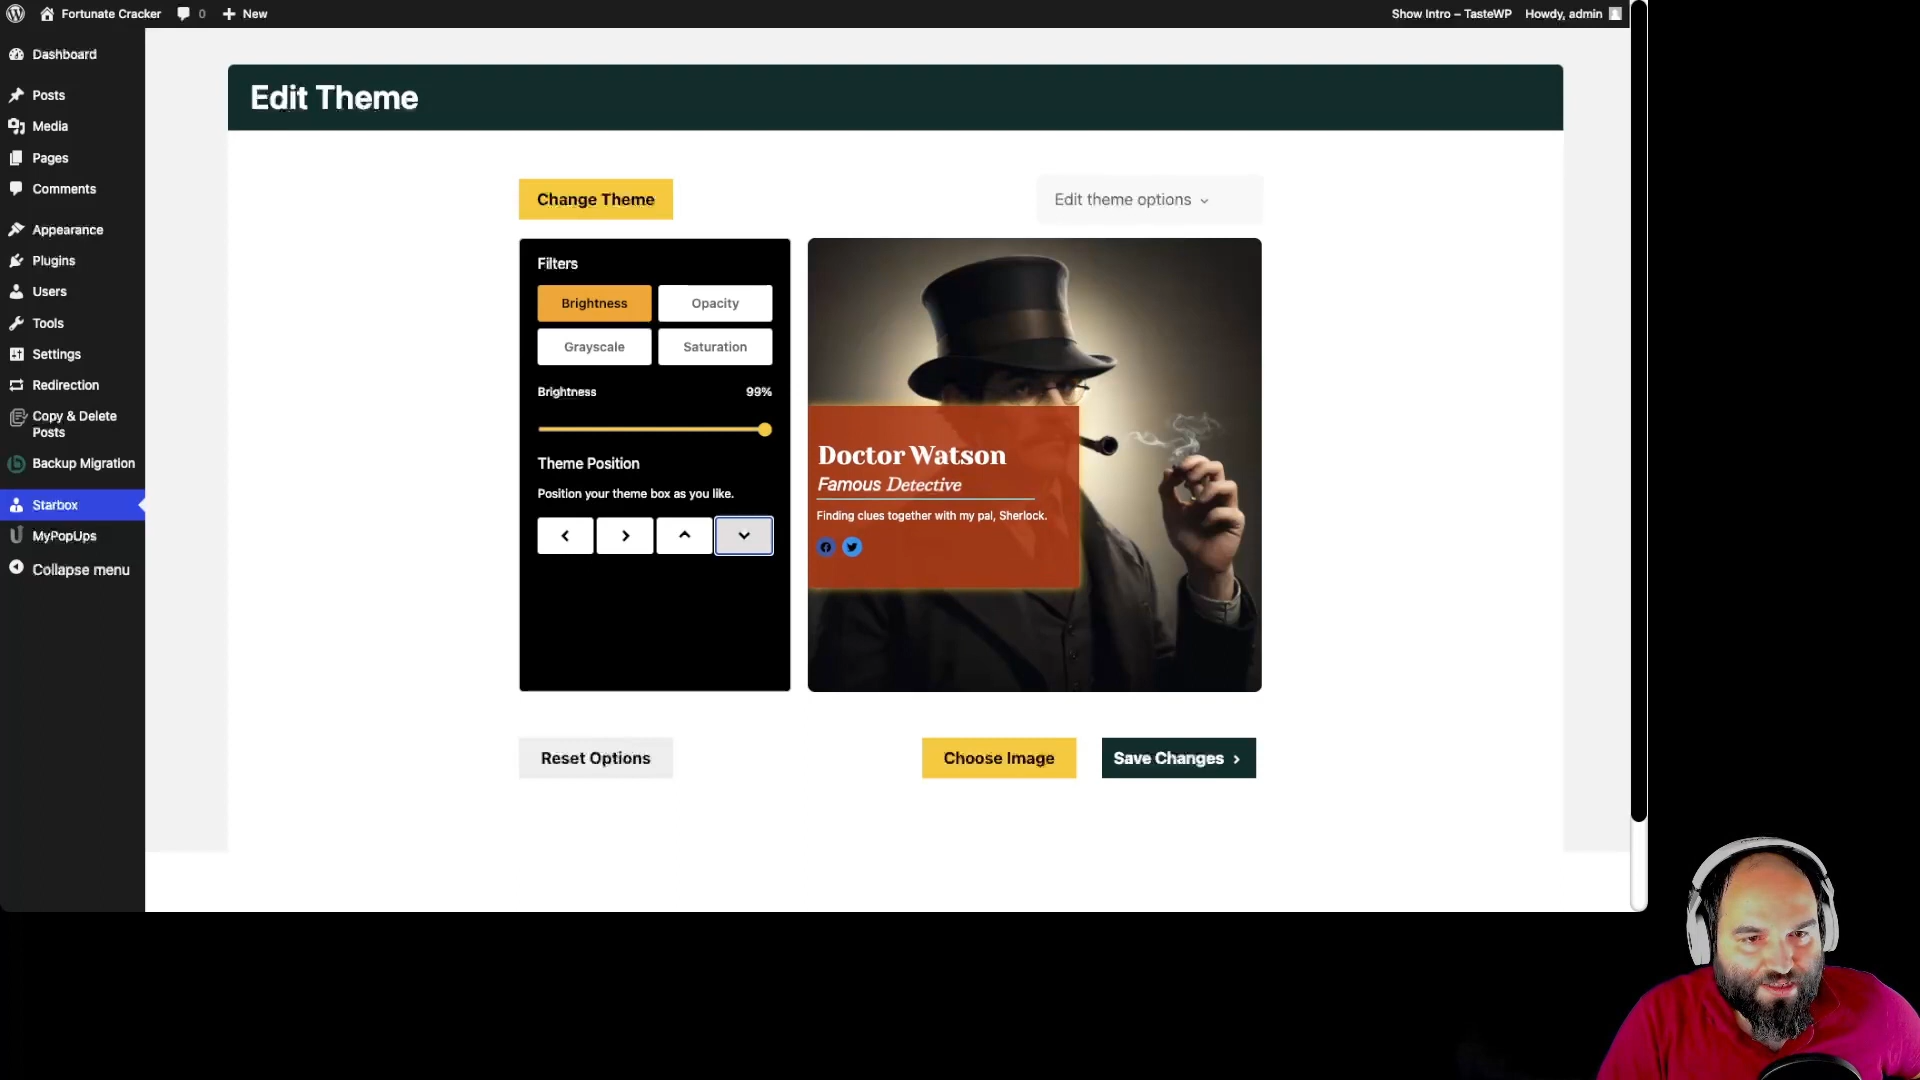 Fortunate Cracker
0
New
Show Intro – TasteWP
Howdy, admin
Dashboard
Posts
Media
Pages
Comments
Appearance
Plugins
Users
Tools
Settings
Redirection
Copy & Delete
Posts
Backup Migration
Starbox
MyPopUps
Collapse menu
Edit Theme
Change Theme
Edit theme options
Filters
Brightness
Opacity
Grayscale
Saturation
Brightness 99%
Theme Position
Position your theme box as you like.
Doctor Watson
Famous Detective
Finding clues together with my pal, Sherlock.
Reset Options
Choose Image
Save Changes